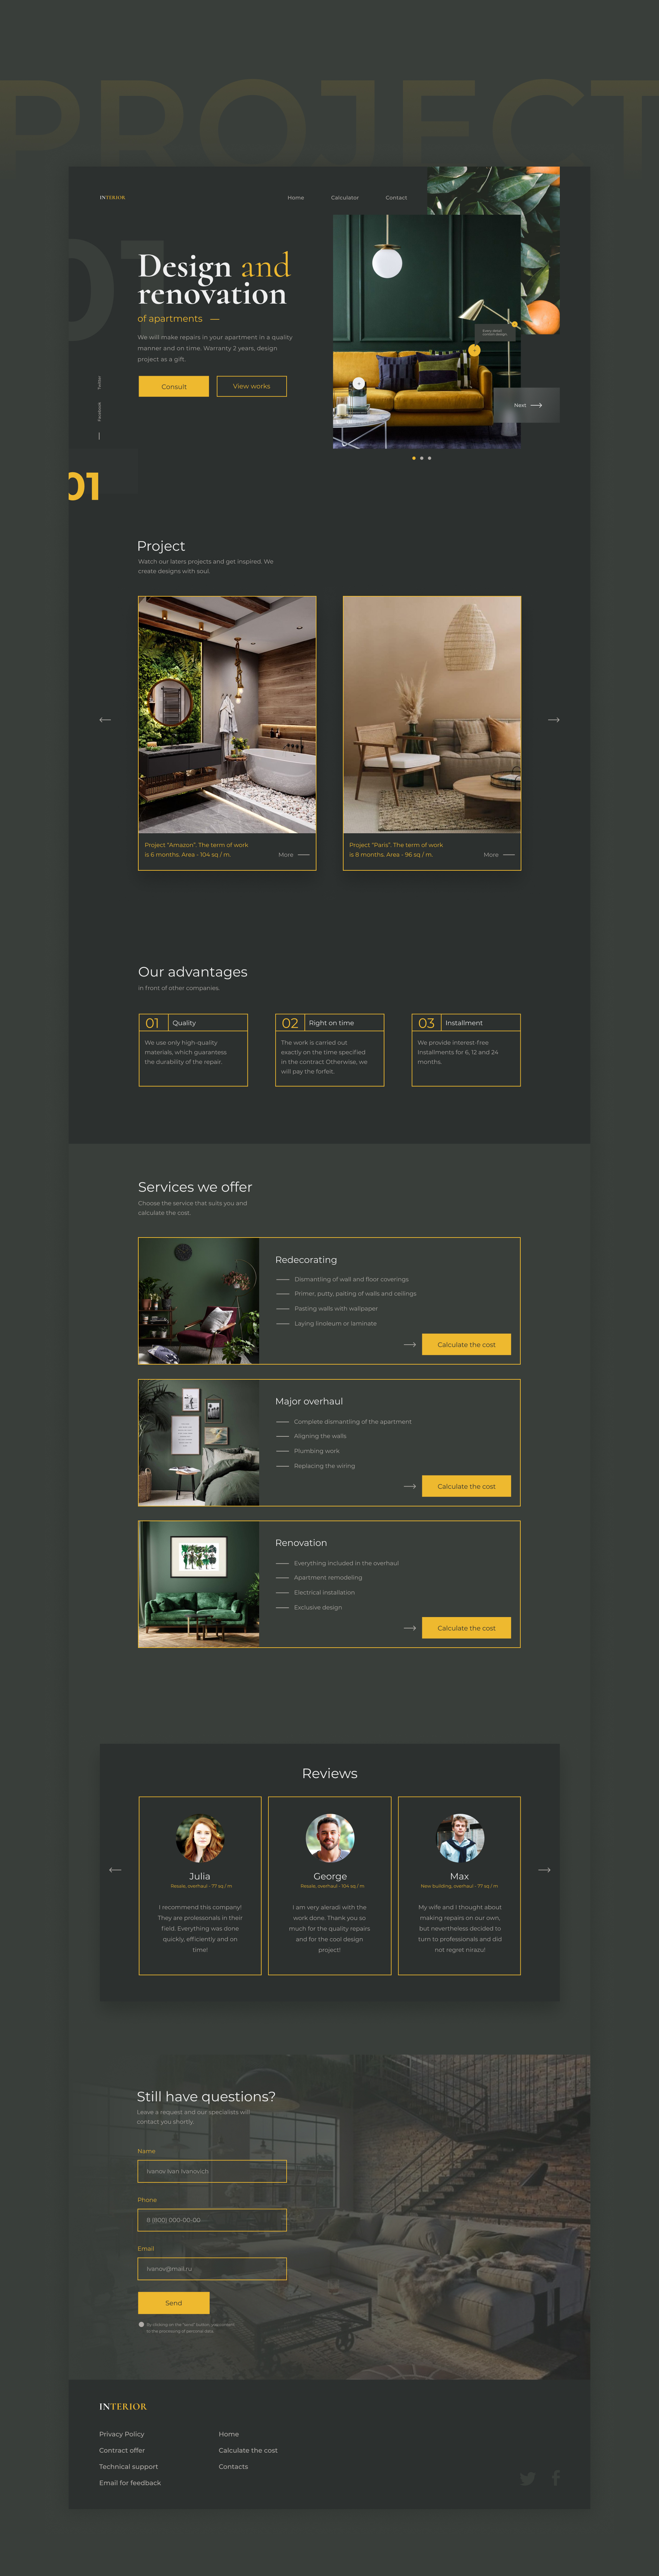 PROJECT
INTERIOR
Home
Calculator
Contact
01
Design and
renovation
of apartments
We will make repairs in your apartment in a quality
manner and on time. Warranty 2 years, design
project as a gift.
Consult
View works
Twitter
Facebook
Next
01
Project
Watch our laters projects and get inspired. We
create designs with soul.
Project "Amazon". The term of work
is 6 months. Area - 104 sq / m.
More
Project "Paris". The term of work
is 8 months. Area - 96 sq / m.
More
Our advantages
in front of other companies.
01
Quality
We use only high-quality
materials, which guarantess
the durability of the repair.
02
Right on time
The work is carried out
exactly on the time specified
in the contract Otherwise, we
will pay the forfeit.
03
Installment
We provide interest-free
installments for 6, 12 and 24
months.
Services we offer
Choose the service that suits you and
calculate the cost.
Redecorating
Dismantling of wall and floor coverings
Primer, putty, paiting of walls and ceilings
Pasting walls with wallpaper
Laying linoleum or laminate
Calculate the cost
Major overhaul
Complete dismantling of the apartment
Aligning the walls
Plumbing work
Replacing the wiring
Calculate the cost
Renovation
Everything included in the overhaul
Apartment remodeling
Electrical installation
Exclusive design
Calculate the cost
Reviews
Julia
Resale, overhaul - 77 sq / m
I recommend this company!
They are professionals in their
field. Everything was done
quickly, efficiently and on
time!
George
Resale, overhaul - 104 sq / m
I am very aleradi with the
work done. Thank you so
much for the quality repairs
and for the cool design
project!
Max
New building, overhaul - 77 sq / m
My wife and I thought about
making repairs on our own,
but nevertheless decided to
turn to professionals and did
not regret nirazu!
Still have questions?
Leave a request and our specialists will
contact you shortly.
Name
Ivanov Ivan Ivanovich
Phone
8 (800) 000-00-00
Email
ivanov@mail.ru
Send
By clicking on the "send" button, you consent
to the processing of personal data
INTERIOR
Privacy Policy
Contract offer
Technical support
Email for feedback
Home
Calculate the cost
Contacts